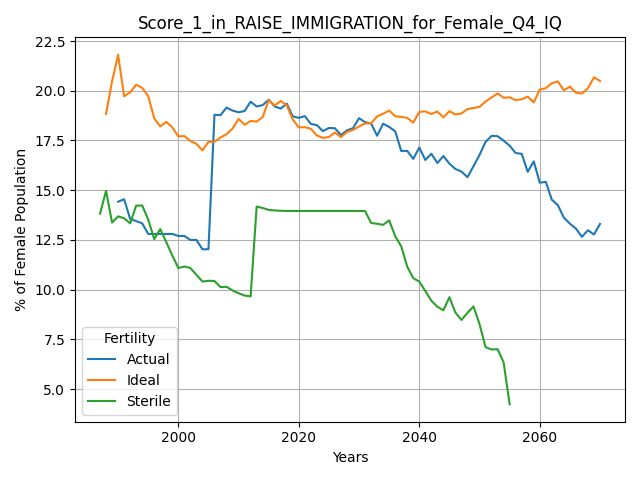 Score_1_in_RAISE_IMMIGRATION_for_Female_Q4_IQ
22.5
20.0
17.5
15.0
12.5
10.0
7.5
5.0
% of Female Population
Fertility
Actual
Ideal
Sterile
2000
2020
2040
2060
Years